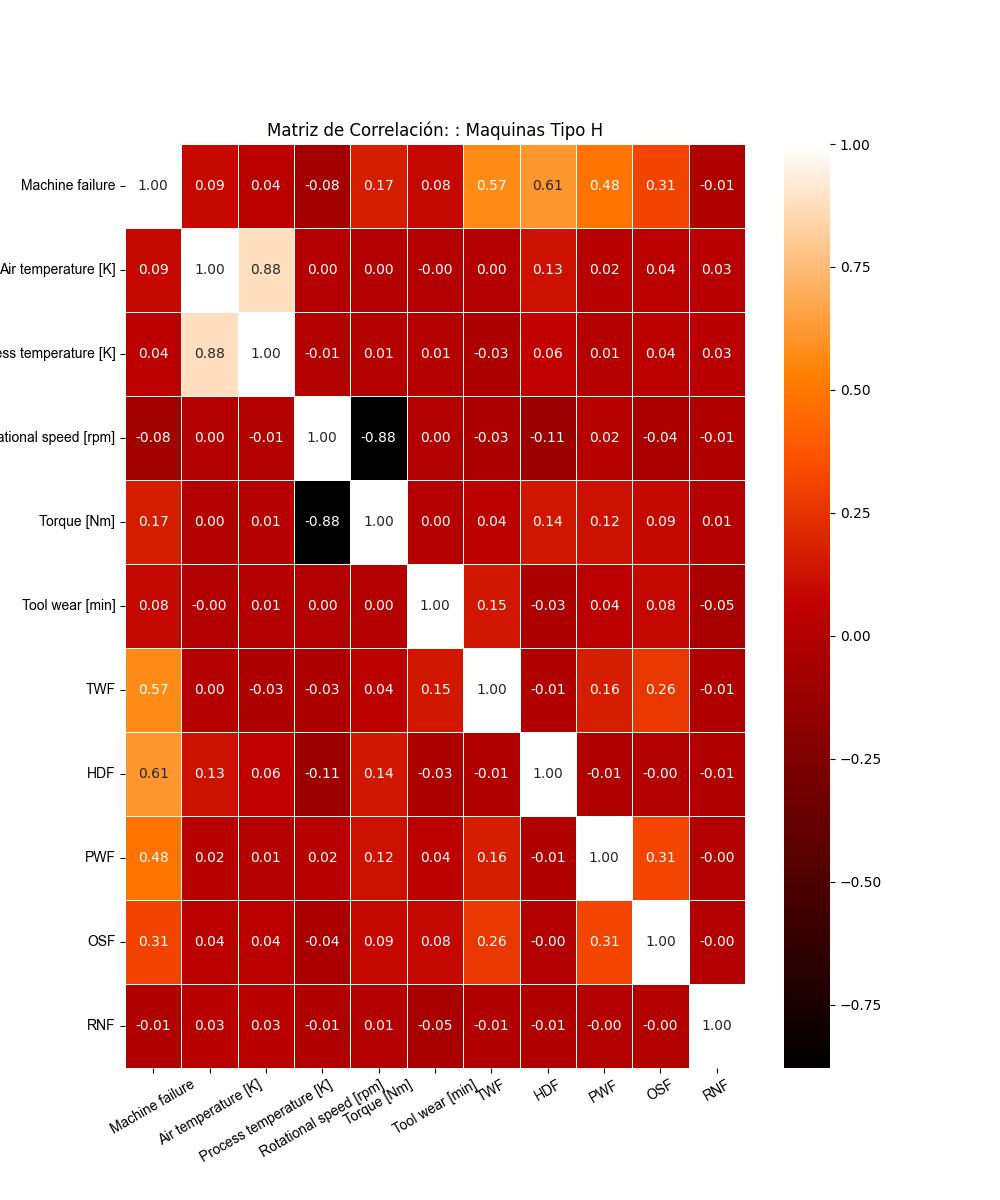 Matriz de Correlación: : Maquinas Tipo H
Machine failure 1.00 0.09 0.04 -0.08 0.17 0.08 0.57 0.61 0.48 0.31 -0.01
Air temperature [K] 0.09 1.00 0.88 0.00 0.00 -0.00 0.00 0.13 0.02 0.04 0.03
ess temperature [K] 0.04 0.88 1.00 -0.01 0.01 0.01 -0.03 0.06 0.01 0.04 0.03
ational speed [rpm] -0.08 0.00 -0.01 1.00 -0.88 0.00 -0.03 -0.11 0.02 -0.04 -0.01
Torque [Nm] 0.17 0.00 0.01 -0.88 1.00 0.00 0.04 0.14 0.12 0.09 0.01
Tool wear [min] 0.08 -0.00 0.01 0.00 0.00 1.00 0.15 -0.03 0.04 0.08 -0.05
TWF 0.57 0.00 -0.03 -0.03 0.04 0.15 1.00 -0.01 0.16 0.26 -0.01
HDF 0.61 0.13 0.06 -0.11 0.14 -0.03 -0.01 1.00 -0.01 -0.00 -0.01
PWF 0.48 0.02 0.01 0.02 0.12 0.04 0.16 -0.01 1.00 0.31 -0.00
OSF 0.31 0.04 0.04 -0.04 0.09 0.08 0.26 -0.00 0.31 1.00 -0.00
RNF -0.01 0.03 0.03 -0.01 0.01 -0.05 -0.01 -0.01 -0.00 -0.00 1.00
Machine failure
Air temperature [K]
Process temperature [K]
Rotational speed [rpm]
Torque [Nm]
Tool wear [min]
TWF
HDF
PWF
OSF
RNF
1.00
0.75
0.50
0.25
0.00
−0.25
−0.50
−0.75